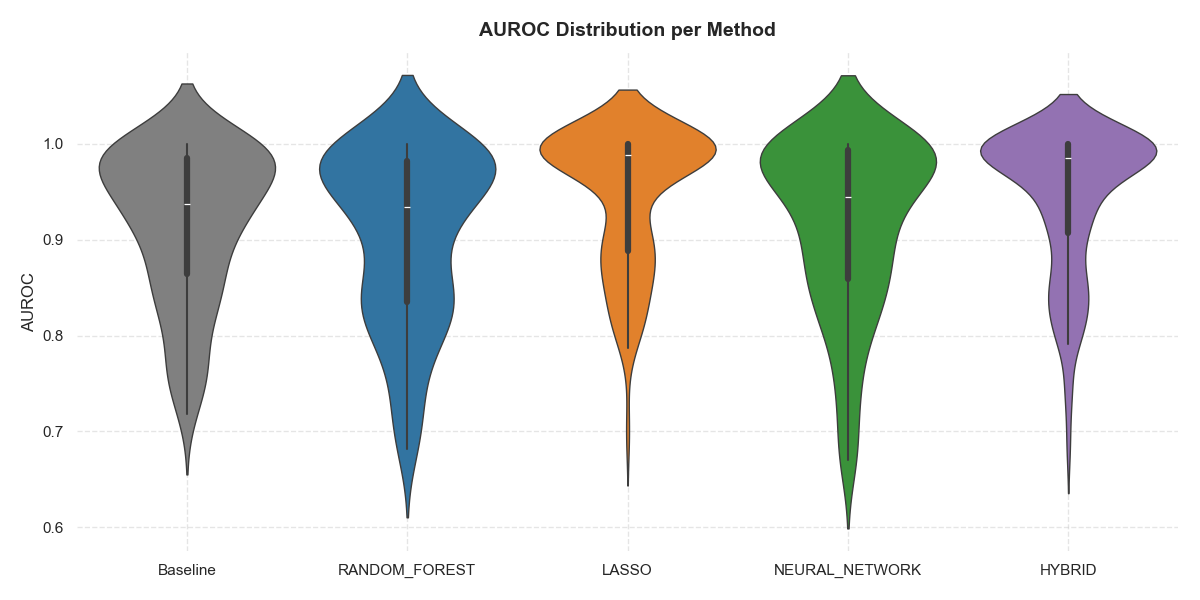 AUROC Distribution per Method
AUROC
1.0
0.9
0.8
0.7
0.6
Baseline
RANDOM_FOREST
LASSO
NEURAL_NETWORK
HYBRID